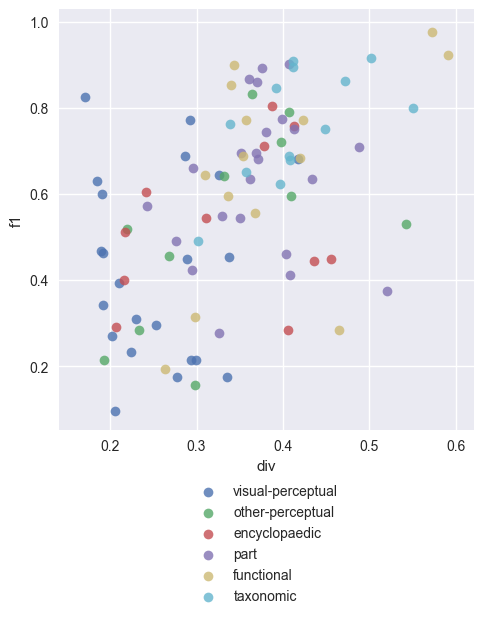 1.0
0.8
0.6
0.4
0.2
f1
0.2 0.3 0.4 0.5 0.6
div
visual-perceptual
other-perceptual
encyclopaedic
part
functional
taxonomic